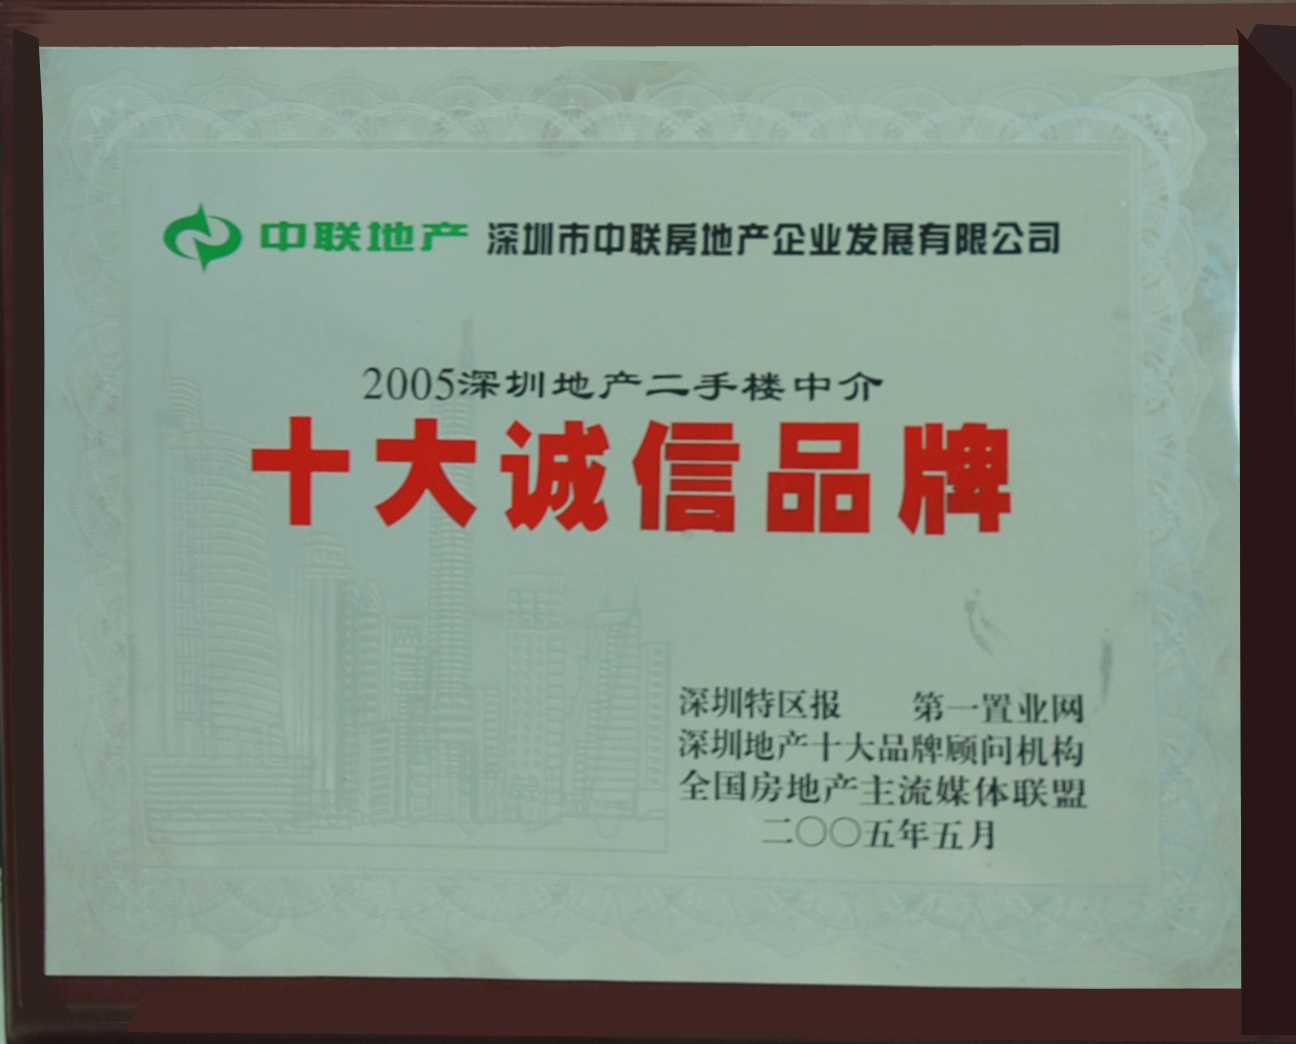 中联地产 深圳市中联房地产企业发展有限公司
2005深圳地产二手楼中介
十大诚信品牌
深圳特区报 第一置业网
深圳地产十大品牌顾问机构
全国房地产主流媒体联盟
二〇〇五年五月